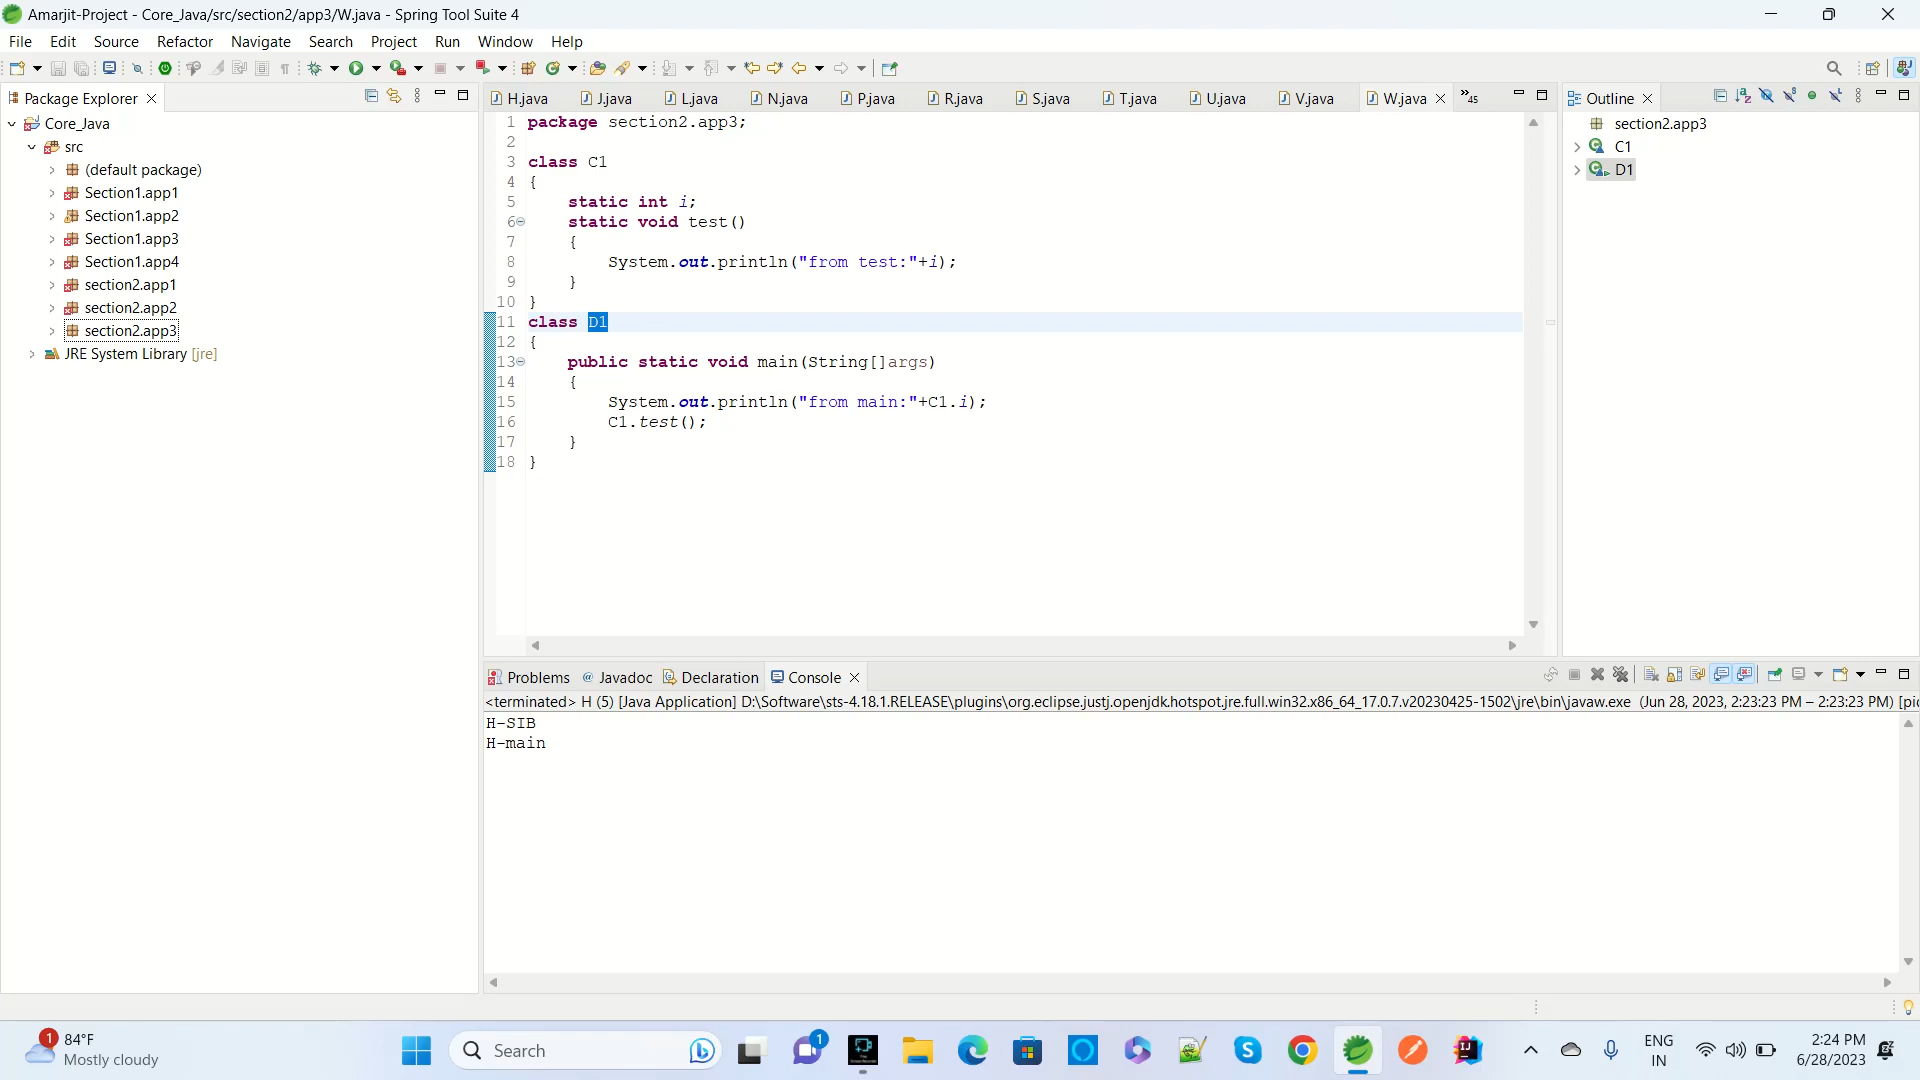 Amarjit-Project - Core_Java/src/section2/app3/W.java - Spring Tool Suite 4
File Edit Source Refactor Navigate Search Project Run Window Help
Package Explorer
Core_Java
src
(default package)
Section1.app1
Section1.app2
Section1.app3
Section1.app4
section2.app1
section2.app2
section2.app3
JRE System Library [jre]
H.java J.java L.java N.java P.java R.java S.java T.java U.java V.java W.java »45
1 package section2.app3;
2
3 class C1
4 {
5 static int i;
6 static void test()
7 {
8 System.out.println("from test:"+i);
9 }
10 }
11 class D1
12 {
13 public static void main(String[]args)
14 {
15 System.out.println("from main:"+C1.i);
16 C1.test();
17 }
18 }
Outline
section2.app3
C1
D1
Problems @ Javadoc Declaration Console
<terminated> H (5) [Java Application] D:\Software\sts-4.18.1.RELEASE\plugins\org.eclipse.justj.openjdk.hotspot.jre.full.win32.x86_64_17.0.7.v20230425-1502\jre\bin\javaw.exe (Jun 28, 2023, 2:23:23 PM – 2:23:23 PM) [pi
H-SIB
H-main
1
84°F
Mostly cloudy
Search
1
ENG
IN
2:24 PM
6/28/2023